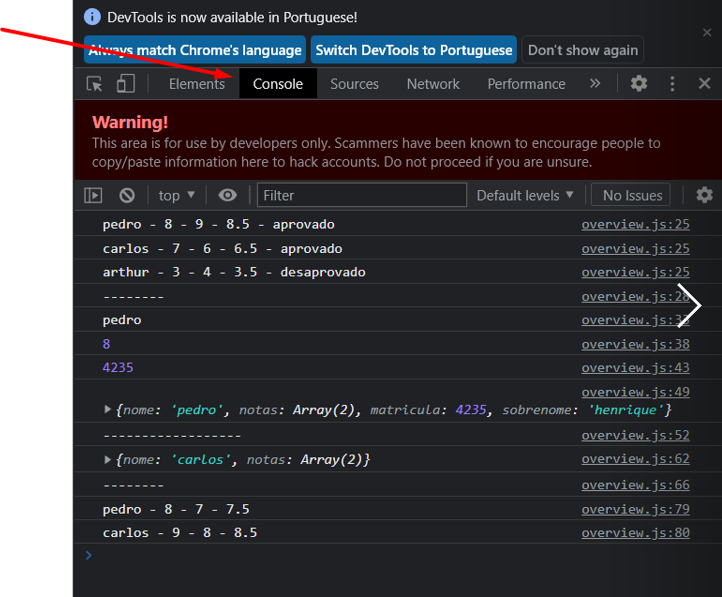 DevTools is now available in Portuguese!
Always match Chrome's language Switch DevTools to Portuguese Don't show again
Elements Console Sources Network Performance
Warning!
This area is for use by developers only. Scammers have been known to encourage people to
copy/paste information here to hack accounts. Do not proceed if you are unsure.
top Filter Default levels No Issues
pedro - 8 - 9 - 8.5 - aprovado overview.js:25
carlos - 7 - 6 - 6.5 - aprovado overview.js:25
arthur - 3 - 4 - 3.5 - desaprovado overview.js:25
-------- overview.js:28
pedro
8 overview.js:38
4235 overview.js:43
overview.js:49
{nome: 'pedro', notas: Array(2), matricula: 4235, sobrenome: 'henrique'}
----------------- overview.js:52
{nome: 'carlos', notas: Array(2)} overview.js:62
-------- overview.js:66
pedro - 8 - 7 - 7.5 overview.js:79
carlos - 9 - 8 - 8.5 overview.js:80